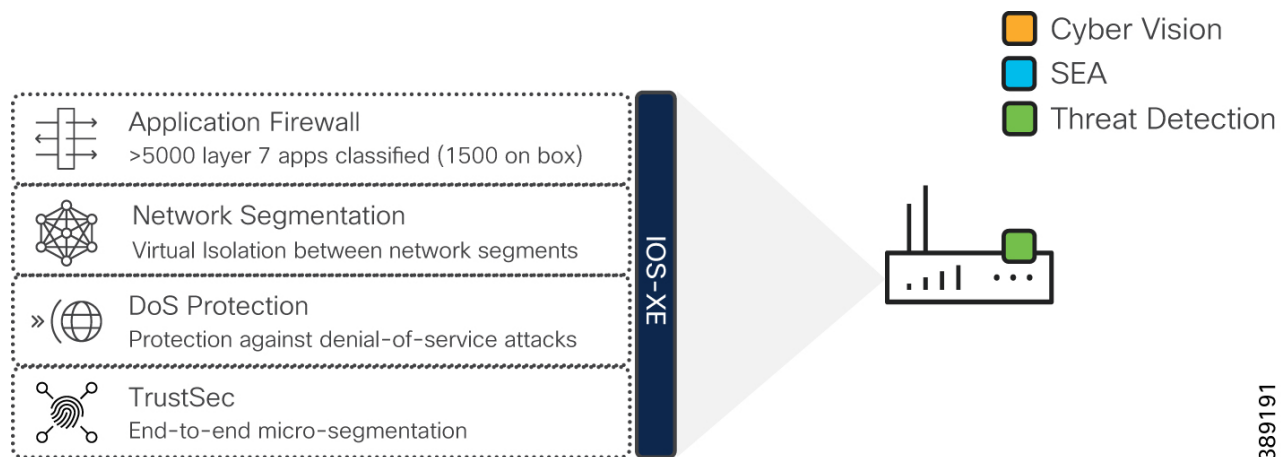 Cyber Vision
SEA
Threat Detection
Application Firewall
>5000 layer 7 apps classified (1500 on box)
Network Segmentation
Virtual Isolation between network segments
DoS Protection
Protection against denial-of-service attacks
TrustSec
End-to-end micro-segmentation
IOS-XE
389191